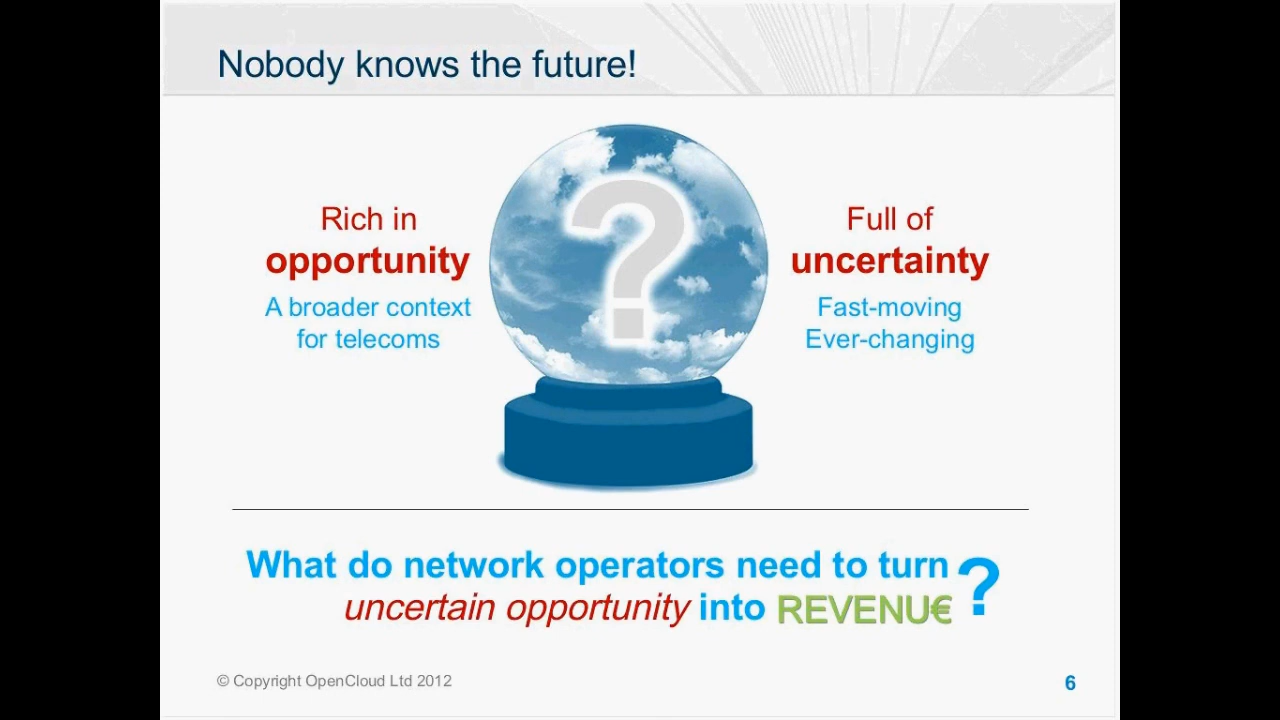 Nobody knows the future!
?
Rich in
opportunity
A broader context
for telecoms
Full of
uncertainty
Fast-moving
Ever-changing
What do network operators need to turn
uncertain opportunity into REVENU€ ?
© Copyright OpenCloud Ltd 2012
6